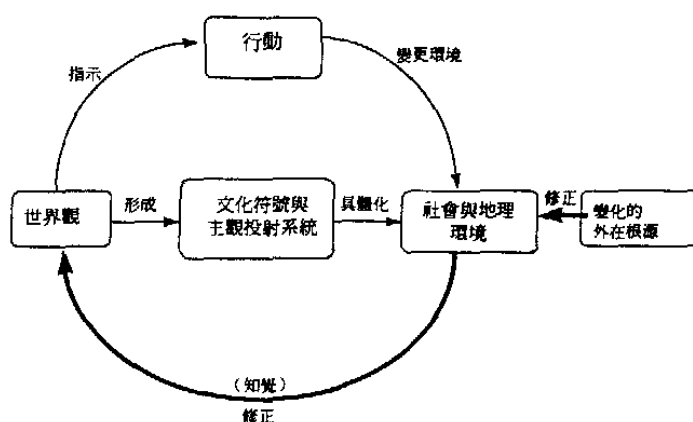 行動
指示
變更環境
世界觀
形成
文化符號與
主觀投射系統
具體化
社會與地理
環境
修正
變化的
外在根源
（知覺）
修正